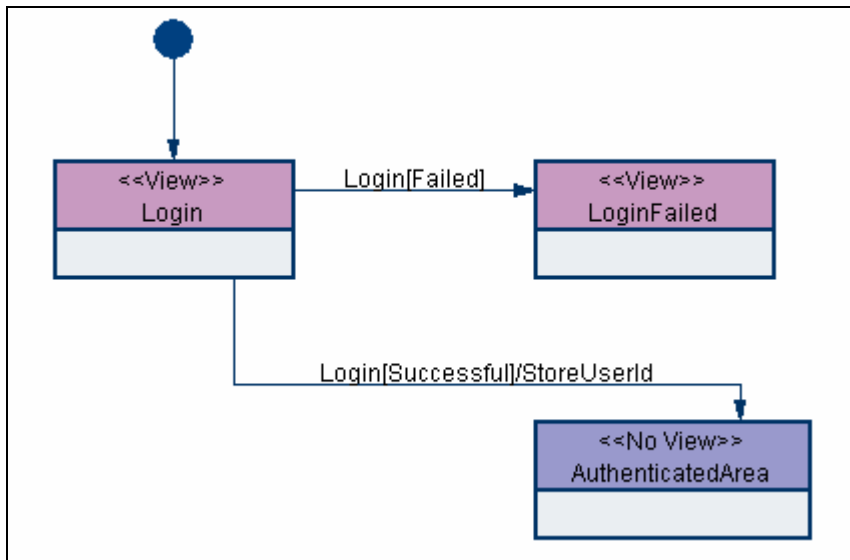 <<View>>
Login
Login[Failed]
<<View>>
LoginFailed
Login[Successful]/StoreUserId
<<No View>>
AuthenticatedArea